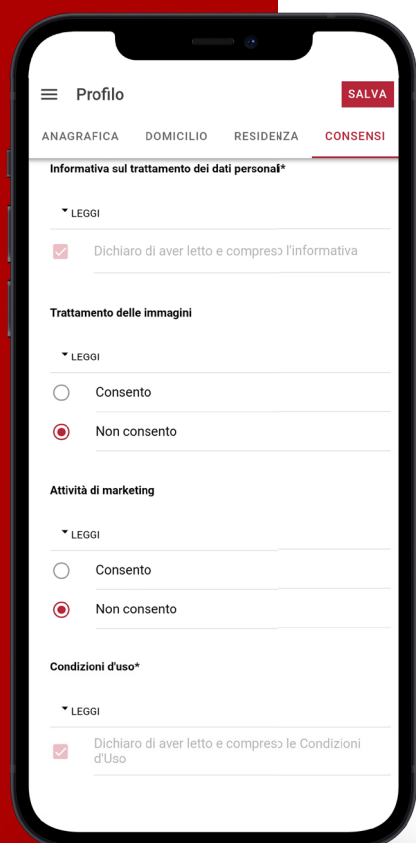 Profilo
SALVA
ANAGRAFICA DOMICILIO RESIDENZA CONSENSI
Informativa sul trattamento dei dati personali*
LEGGI
Dichiaro di aver letto e compreso l'informativa
Trattamento delle immagini
LEGGI
Consento
Non consento
Attività di marketing
LEGGI
Consento
Non consento
Condizioni d'uso*
LEGGI
Dichiaro di aver letto e compreso le Condizioni
d'Uso